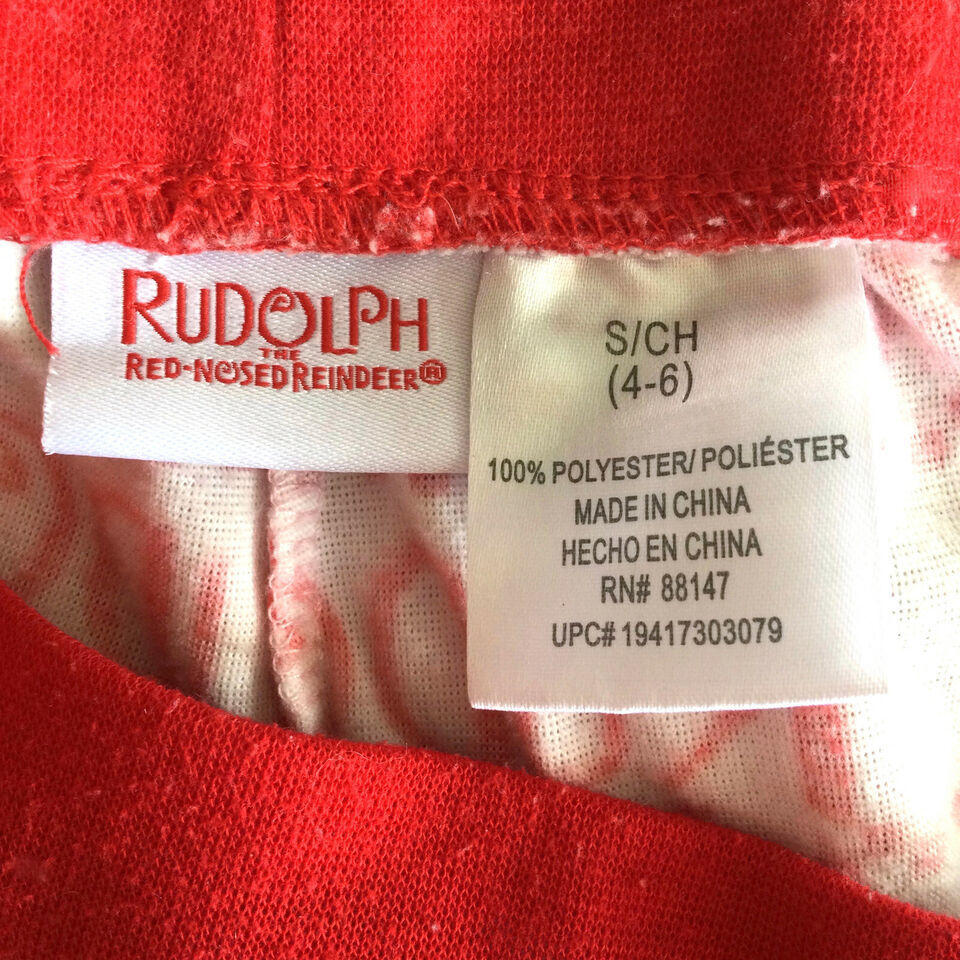 RUDOLPH
THE
RED-NOSED REINDEER®
S/CH
(4-6)
100% POLYESTER/ POLIÉSTER
MADE IN CHINA
HECHO EN CHINA
RN# 88147
UPC# 19417303079